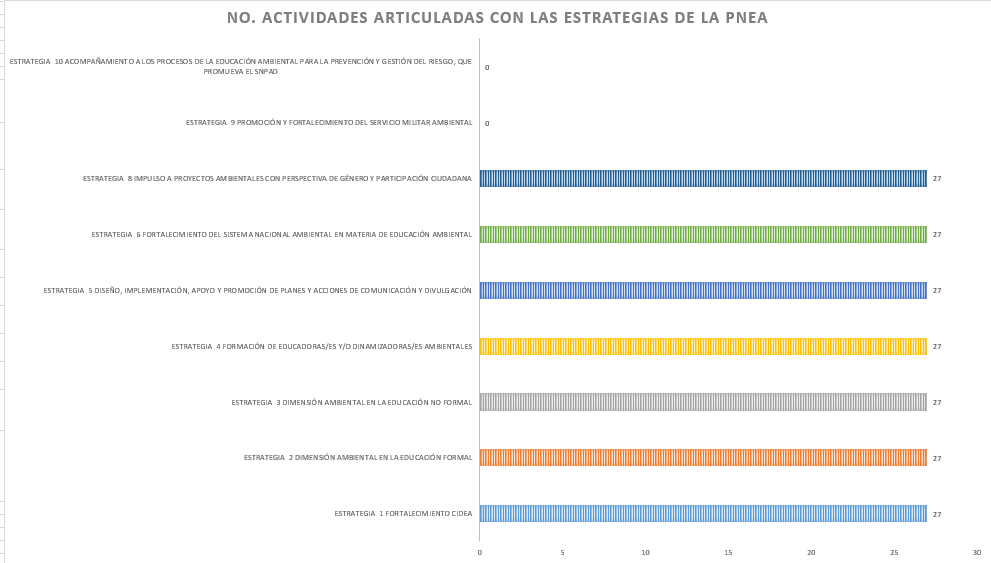 NO. ACTIVIDADES ARTICULADAS CON LAS ESTRATEGIAS DE LA PNEA
ESTRATEGIA 10 ACOMPAÑAMIENTO A LOS PROCESOS DE LA EDUCACIÓN AMBIENTAL PARA LA PREVENCIÓN Y GESTIÓN DEL RIESGO, QUE
PROMUEVA EL SNPAD
0
ESTRATEGIA 9 PROMOCIÓN Y FORTALECIMIENTO DEL SERVICIO MILITAR AMBIENTAL
0
ESTRATEGIA 8 IMPULSO A PROYECTOS AMBIENTALES CON PERSPECTIVA DE GÉNERO Y PARTICIPACIÓN CIUDADANA
27
ESTRATEGIA 6 FORTALECIMIENTO DEL SISTEMA NACIONAL AMBIENTAL EN MATERIA DE EDUCACIÓN AMBIENTAL
27
ESTRATEGIA 5 DISEÑO, IMPLEMENTACIÓN, APOYO Y PROMOCIÓN DE PLANES Y ACCIONES DE COMUNICACIÓN Y DIVULGACIÓN
27
ESTRATEGIA 4 FORMACIÓN DE EDUCADORAS/ES Y/O DINAMIZADORAS/ES AMBIENTALES
27
ESTRATEGIA 3 DIMENSIÓN AMBIENTAL EN LA EDUCACIÓN NO FORMAL
27
ESTRATEGIA 2 DIMENSIÓN AMBIENTAL EN LA EDUCACIÓN FORMAL
27
ESTRATEGIA 1 FORTALECIMIENTO CIDEA
27
0 5 10 15 20 25 30